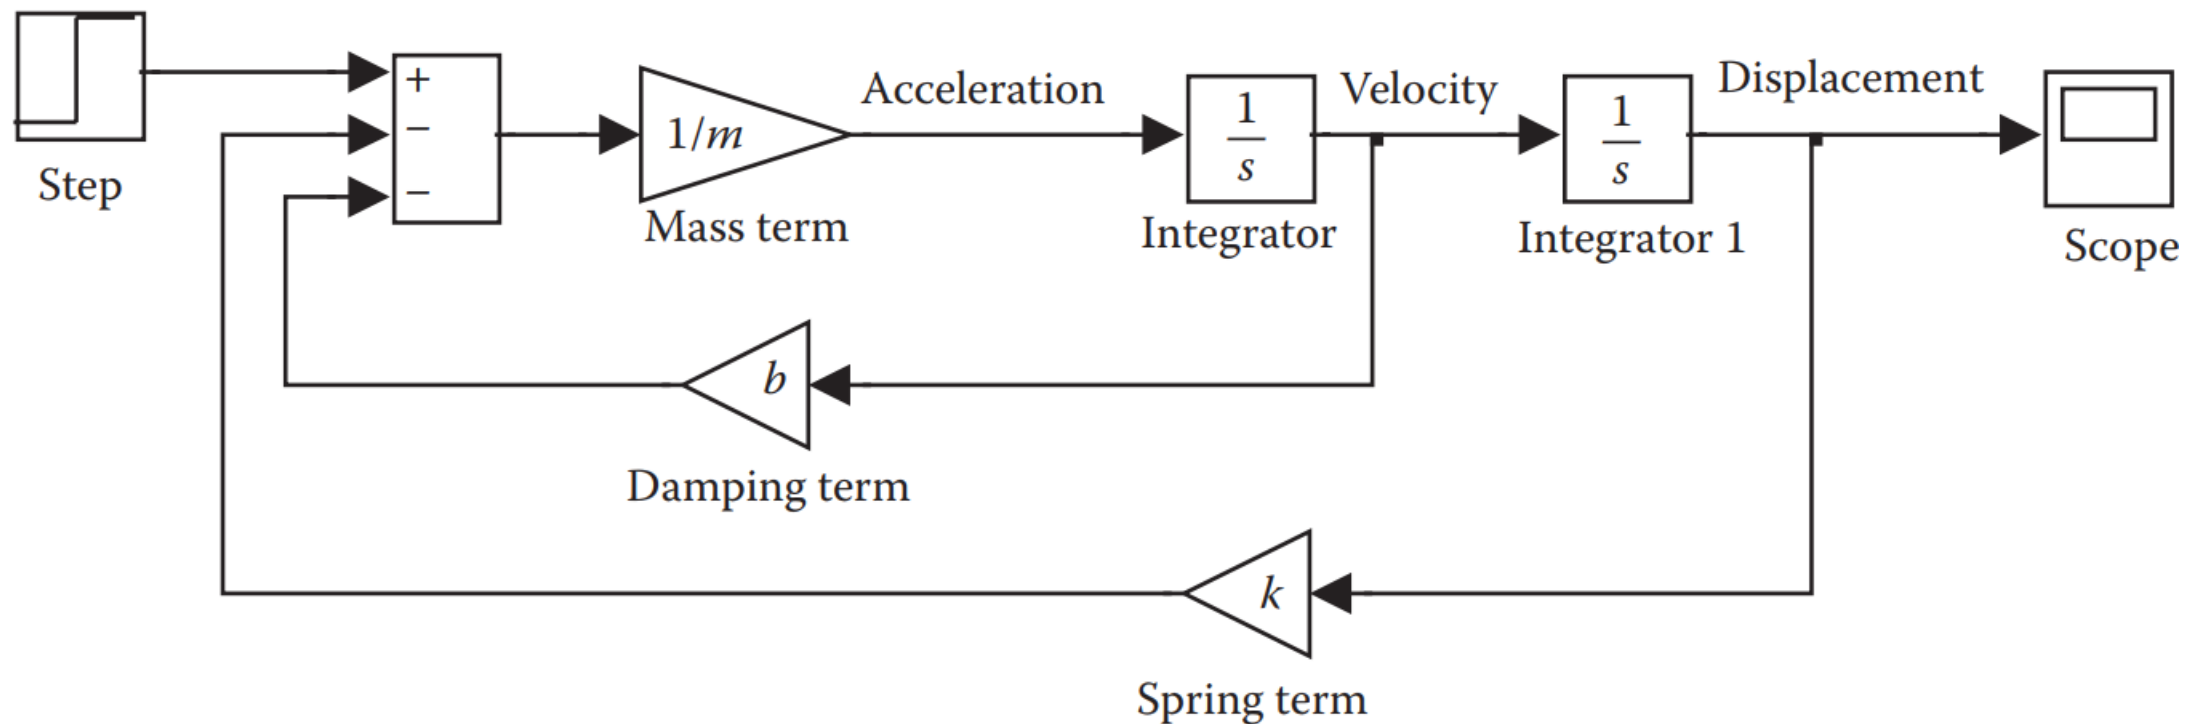 Step
+
−
−
1/m
Mass term
Acceleration
1
s
Integrator
Velocity
1
s
Integrator 1
Displacement
Scope
b
Damping term
k
Spring term